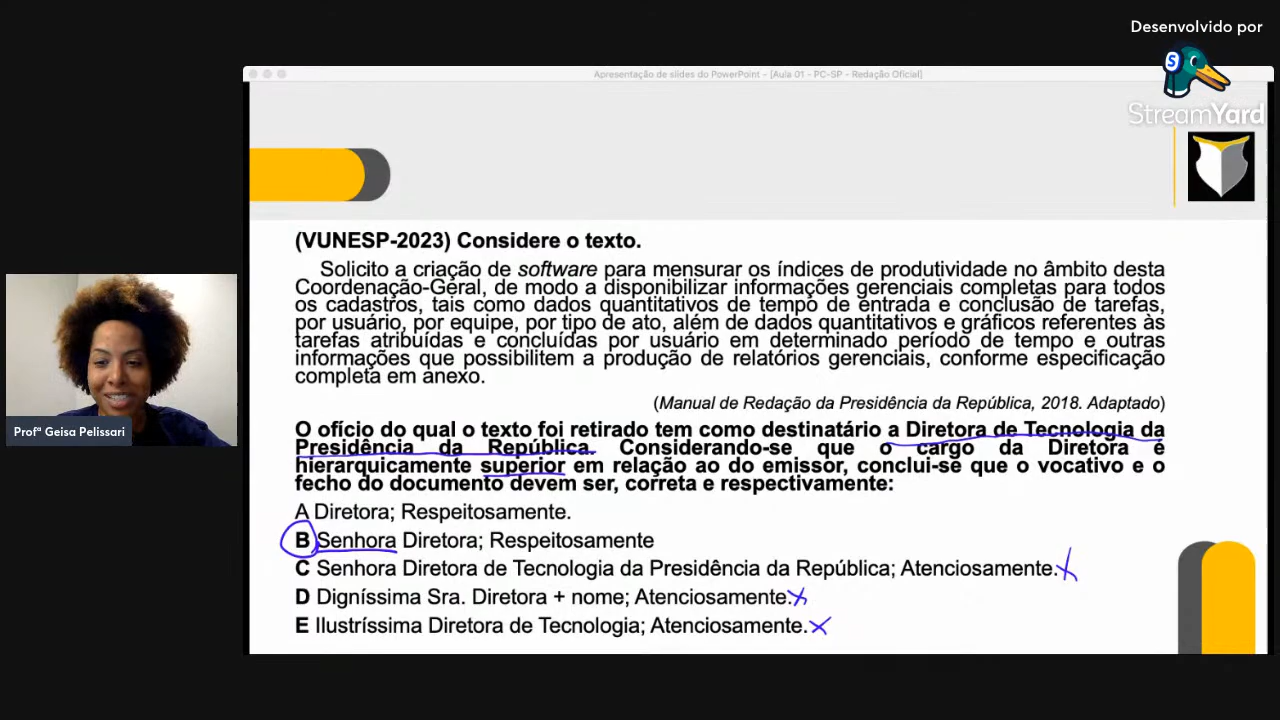 Desenvolvido por
StreamYard
Apresentação de slides do PowerPoint - [Aula 01 - PC-SP - Redação Oficial]
(VUNESP-2023) Considere o texto.
Solicito a criação de software para mensurar os índices de produtividade no âmbito desta
Coordenação-Geral, de modo a disponibilizar informações gerenciais completas para todos
os cadastros, tais como dados quantitativos de tempo de entrada e conclusão de tarefas,
por usuário, por equipe, por tipo de ato, além de dados quantitativos e gráficos referentes às
tarefas atribuídas e concluídas por usuário em determinado período de tempo e outras
informações que possibilitem a produção de relatórios gerenciais, conforme especificação
completa em anexo.
(Manual de Redação da Presidência da República, 2018. Adaptado)
O ofício do qual o texto foi retirado tem como destinatário a Diretora de Tecnologia da
Presidência da República. Considerando-se que o cargo da Diretora é
hierarquicamente superior em relação ao do emissor, conclui-se que o vocativo e o
fecho do documento devem ser, correta e respectivamente:
A Diretora; Respeitosamente.
B Senhora Diretora; Respeitosamente
C Senhora Diretora de Tecnologia da Presidência da República; Atenciosamente.
D Digníssima Sra. Diretora + nome; Atenciosamente.
E Ilustríssima Diretora de Tecnologia; Atenciosamente.
Profª Geisa Pelissari